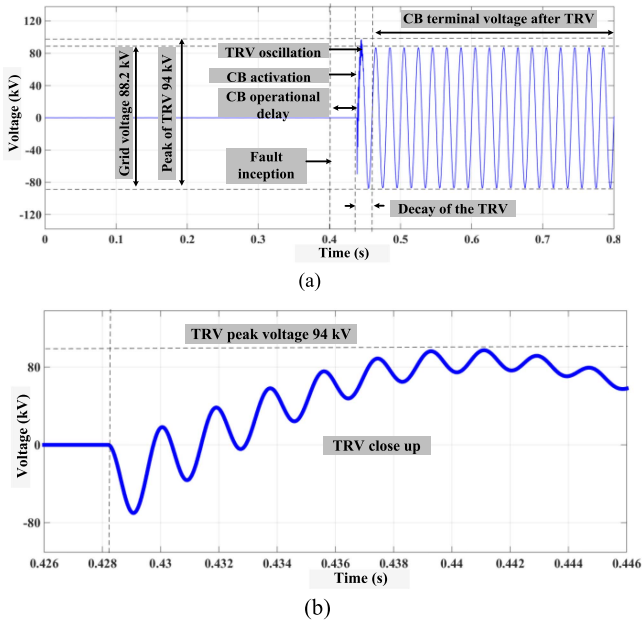 CB terminal voltage after TRV
120
80
40
0
-40
-80
-120
Voltage (kV)
Grid voltage 88.2 kV
Peak of TRV 94 kV
TRV oscillation
CB activation
CB operational
delay
Fault
inception
Decay of the TRV
0
0.1
0.2
0.3
0.4
0.5
0.6
0.7
0.8
Time (s)
(a)
TRV peak voltage 94 kV
80
0
-80
Voltage (kV)
TRV close up
0.426
0.428
0.43
0.432
0.434
0.436
0.438
0.44
0.442
0.444
0.446
Time (s)
(b)